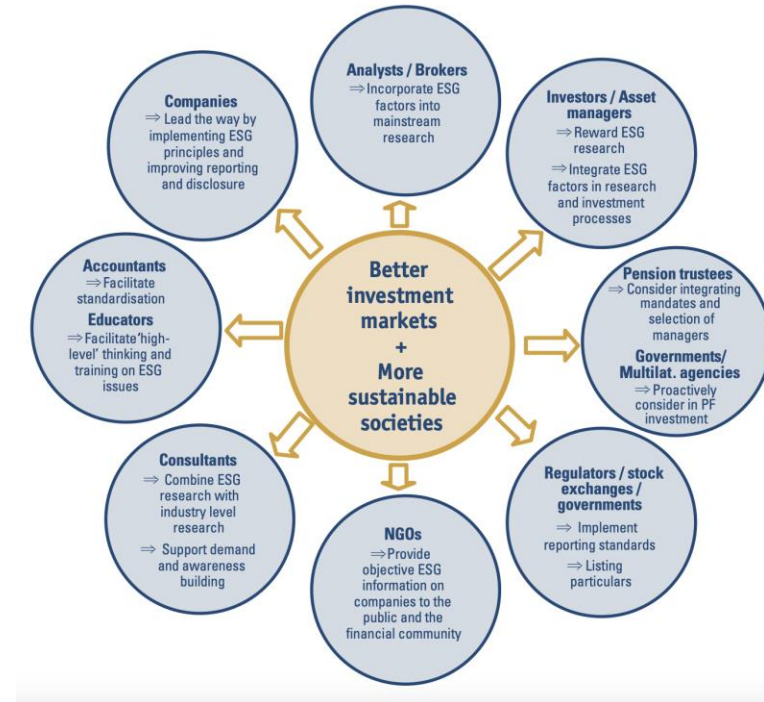 Analysts / Brokers
⇒ Incorporate ESG
factors into
mainstream
research
Investors / Asset
managers
⇒ Reward ESG
research
⇒ Integrate ESG
factors in research
and investment
processes
Pension trustees
⇒ Consider integrating
mandates and
selection of
managers
Governments/
Multilat. agencies
⇒ Proactively
consider in PF
investment
Regulators / stock
exchanges /
governments
⇒ Implement
reporting standards
⇒ Listing
particulars
NGOs
⇒ Provide
objective ESG
information on
companies to the
public and the
financial community
Consultants
⇒ Combine ESG
research with
industry level
research
⇒ Support demand
and awareness
building
Accountants
⇒ Facilitate
standardisation
Educators
⇒ Facilitate ‘high-
level’ thinking and
training on ESG
issues
Companies
⇒ Lead the way by
implementing ESG
principles and
improving reporting
and disclosure
Better
investment
markets
+
More
sustainable
societies